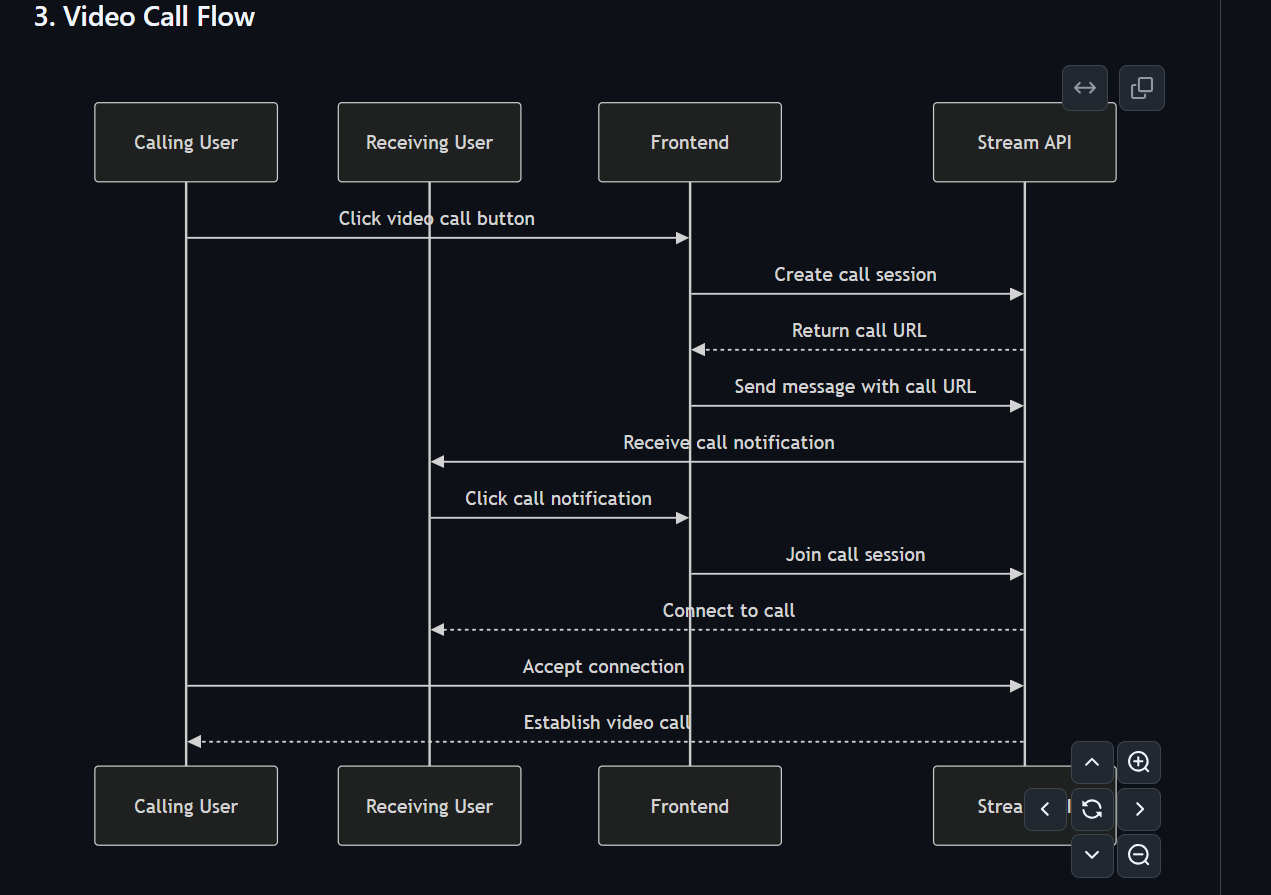 3. Video Call Flow
Calling User
Receiving User
Frontend
Stream API
Click video call button
Create call session
Return call URL
Send message with call URL
Receive call notification
Click call notification
Join call session
Connect to call
Accept connection
Establish video call
Calling User
Receiving User
Frontend